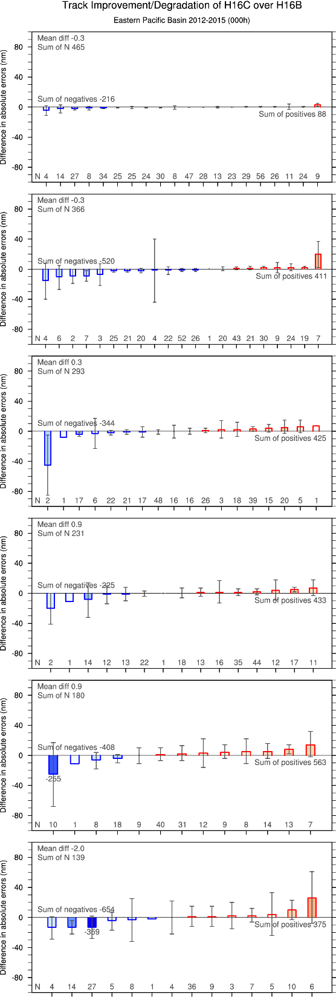 Track Improvement/Degradation of H16C over H16B
Eastern Pacific Basin 2012-2015 (000h)
Difference in absolute errors (nm)
Mean diff -0.3
Sum of N 465
80
40
Sum of negatives -216
0
Sum of positives 88
-40
-80
N 4 14 27 8 34 25 25 24 30 8 47 28 13 23 29 56 26 11 24 9
Difference in absolute errors (nm)
Mean diff -0.3
Sum of N 366
80
40
Sum of negatives -520
0
Sum of positives 411
-40
-80
N 4 6 2 7 3 25 21 20 4 22 52 26 1 20 43 21 30 9 24 19 7
Difference in absolute errors (nm)
Mean diff 0.3
Sum of N 293
80
40
Sum of negatives -344
0
Sum of positives 425
-40
-80
N 2 1 17 6 22 21 17 48 16 16 26 3 18 39 15 20 5 1
Difference in absolute errors (nm)
Mean diff 0.9
Sum of N 231
80
40
Sum of negatives -225
0
Sum of positives 433
-40
-80
N 2 1 14 12 13 22 1 18 13 16 35 44 12 17 11
Difference in absolute errors (nm)
Mean diff 0.9
Sum of N 180
80
40
Sum of negatives -408
0
Sum of positives 563
-255
-40
-80
N 10 1 8 18 9 40 31 12 9 8 14 13 7
Difference in absolute errors (nm)
Mean diff -2.0
Sum of N 139
80
40
Sum of negatives -654
0
Sum of positives 375
-359
-40
-80
N 4 14 27 5 8 1 4 36 9 3 7 5 10 6